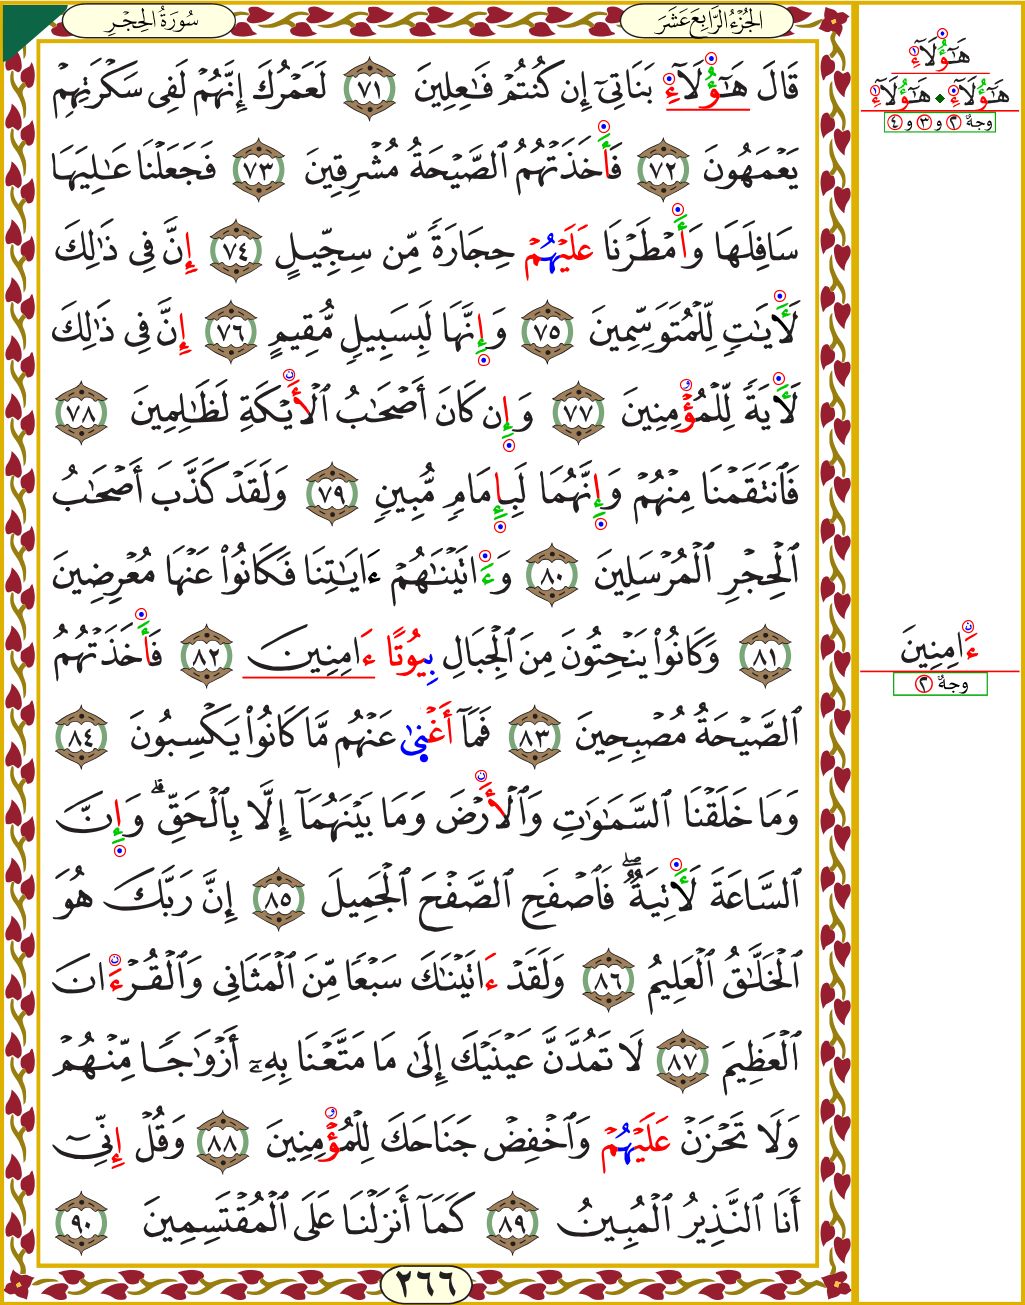 سُورَةُ الْحِجْرِ
الجُزْءُ الرَّابِعَ عَشَرَ
قَالَ هَٰٓؤُلَآءِ بَنَاتِىٓ إِن كُنتُمْ فَٰعِلِينَ ٧١ لَعَمْرُكَ إِنَّهُمْ لَفِى سَكْرَتِهِمْ
يَعْمَهُونَ ٧٢ فَأَخَذَتْهُمُ ٱلصَّيْحَةُ مُشْرِقِينَ ٧٣ فَجَعَلْنَا عَٰلِيَهَا
سَافِلَهَا وَأَمْطَرْنَا عَلَيْهُمْ حِجَارَةً مِّن سِجِّيلٍ ٧٤ إِنَّ فِى ذَٰلِكَ
لَأٓيَٰتٍ لِّلْمُتَوَسِّمِينَ ٧٥ وَإِنَّهَا لَبِسَبِيلٍ مُّقِيمٍ ٧٦ إِنَّ فِى ذَٰلِكَ
لَأٓيَةً لِّلْمُؤْمِنِينَ ٧٧ وَإِن كَانَ أَصْحَٰبُ ٱلْأَيْكَةِ لَظَٰلِمِينَ ٧٨
فَٱنتَقَمْنَا مِنْهُمْ وَإِنَّهُمَا لَبِإِمَامٍ مُّبِينٍ ٧٩ وَلَقَدْ كَذَّبَ أَصْحَٰبُ
ٱلْحِجْرِ ٱلْمُرْسَلِينَ ٨٠ وَءَاتَيْنَٰهُمْ ءَايَٰتِنَا فَكَانُوا۟ عَنْهَا مُعْرِضِينَ
٨١ وَكَانُوا۟ يَنْحِتُونَ مِنَ ٱلْجِبَالِ بِيُوتًا ءَامِنِينَ ٨٢ فَأَخَذَتْهُمُ
ٱلصَّيْحَةُ مُصْبِحِينَ ٨٣ فَمَآ أَغْنَىٰ عَنْهُم مَّا كَانُوا۟ يَكْسِبُونَ ٨٤
وَمَا خَلَقْنَا ٱلسَّمَٰوَٰتِ وَٱلْأَرْضَ وَمَا بَيْنَهُمَآ إِلَّا بِٱلْحَقِّ ۗ وَإِنَّ
ٱلسَّاعَةَ لَأٓتِيَةٌ ۖ فَٱصْفَحِ ٱلصَّفْحَ ٱلْجَمِيلَ ٨٥ إِنَّ رَبَّكَ هُوَ
ٱلْخَلَّٰقُ ٱلْعَلِيمُ ٨٦ وَلَقَدْ ءَاتَيْنَٰكَ سَبْعًا مِّنَ ٱلْمَثَانِى وَٱلْقُرْءَانَ
ٱلْعَظِيمَ ٨٧ لَا تَمُدَّنَّ عَيْنَيْكَ إِلَىٰ مَا مَتَّعْنَا بِهِۦٓ أَزْوَٰجًا مِّنْهُمْ
وَلَا تَحْزَنْ عَلَيْهُمْ وَٱخْفِضْ جَنَاحَكَ لِلْمُؤْمِنِينَ ٨٨ وَقُلْ إِنِّىٓ
أَنَا ٱلنَّذِيرُ ٱلْمُبِينُ ٨٩ كَمَآ أَنزَلْنَا عَلَى ٱلْمُقْتَسِمِينَ ٩٠
٢٦٦
هَٰٓؤُلَآءِ
هَٰٓؤُلَآءِ هَٰٓؤُلَآءِ
وجهٌ ٢ و ٣ و ٤
ءَامِنِينَ
وجهٌ ٢